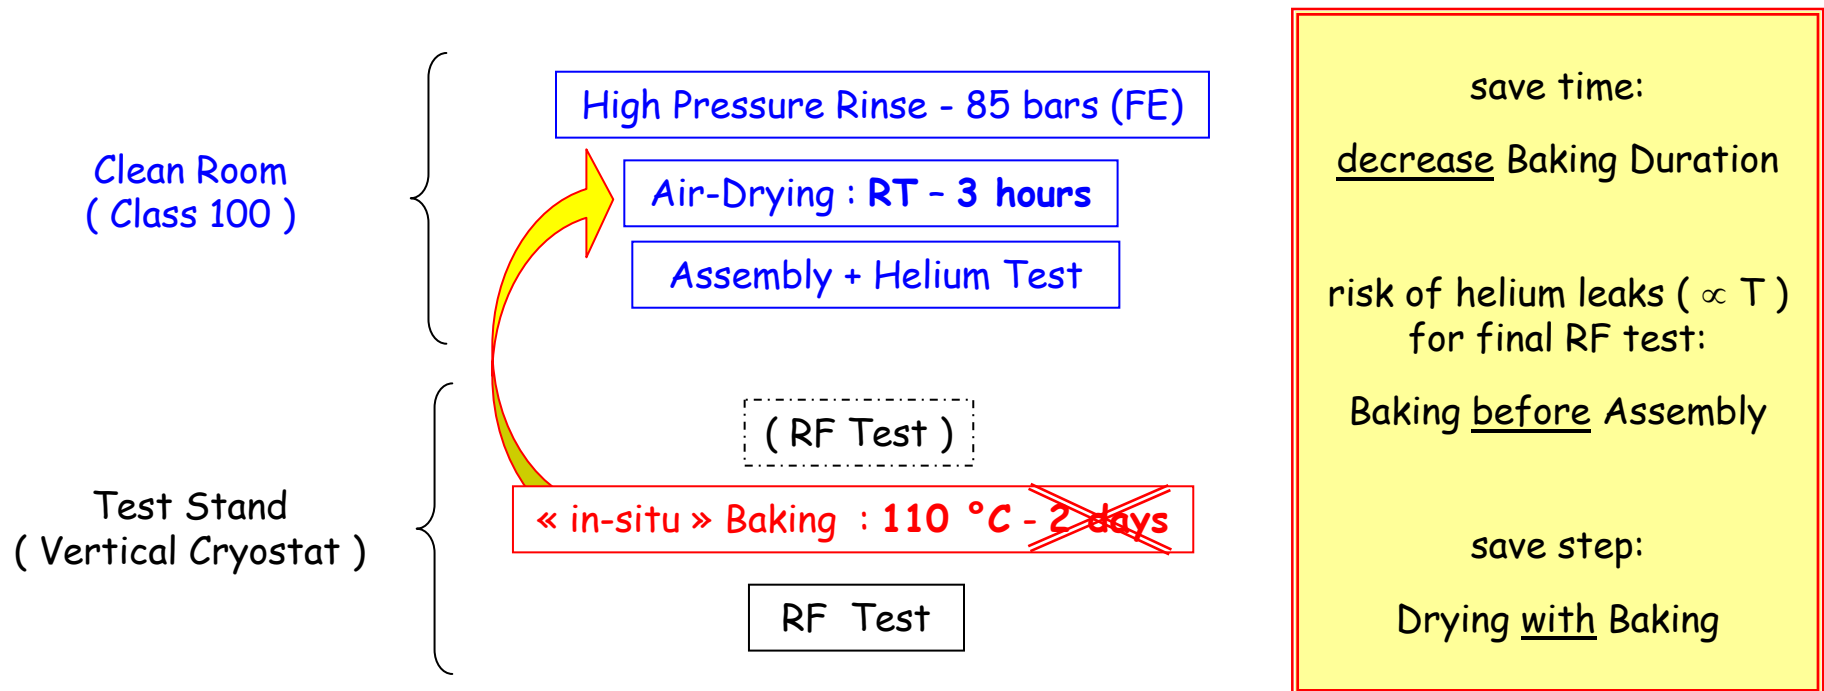 Clean Room
( Class 100 )
High Pressure Rinse - 85 bars (FE)
Air-Drying : RT – 3 hours
Assembly + Helium Test
Test Stand
( Vertical Cryostat )
( RF Test )
« in-situ » Baking : 110 °C - 2 days
RF Test
save time:
decrease Baking Duration
risk of helium leaks ( ∝ T )
for final RF test:
Baking before Assembly
save step:
Drying with Baking